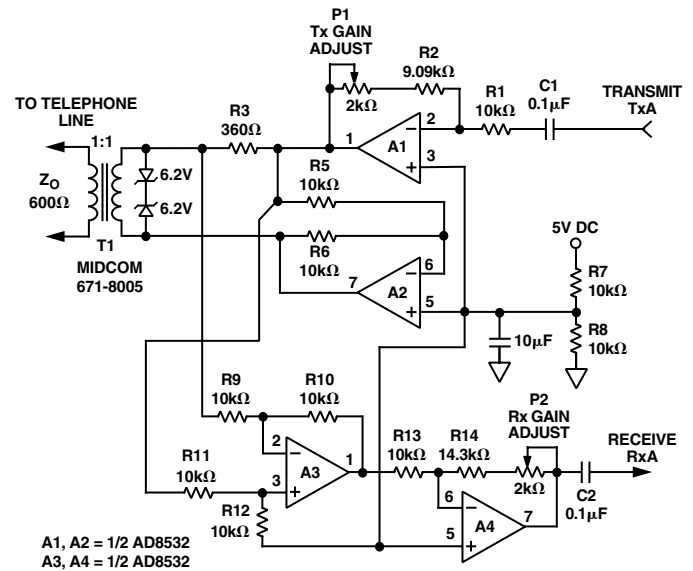 P1
Tx GAIN
ADJUST
R2
9.09kΩ
2kΩ
R1
10kΩ
C1
0.1µF
TRANSMIT
TxA
TO TELEPHONE
LINE
1:1
R3
360Ω
1
A1
2
3
6.2V
6.2V
ZO
600Ω
R5
10kΩ
T1
MIDCOM
671-8005
R6
10kΩ
5V DC
R7
10kΩ
7
A2
6
5
10µF
R8
10kΩ
R9
10kΩ
R10
10kΩ
P2
Rx GAIN
ADJUST
R11
10kΩ
2
3
A3
1
R13
10kΩ
R14
14.3kΩ
2kΩ
RECEIVE
RxA
C2
0.1µF
R12
10kΩ
6
5
A4
7
A1, A2 = 1/2 AD8532
A3, A4 = 1/2 AD8532